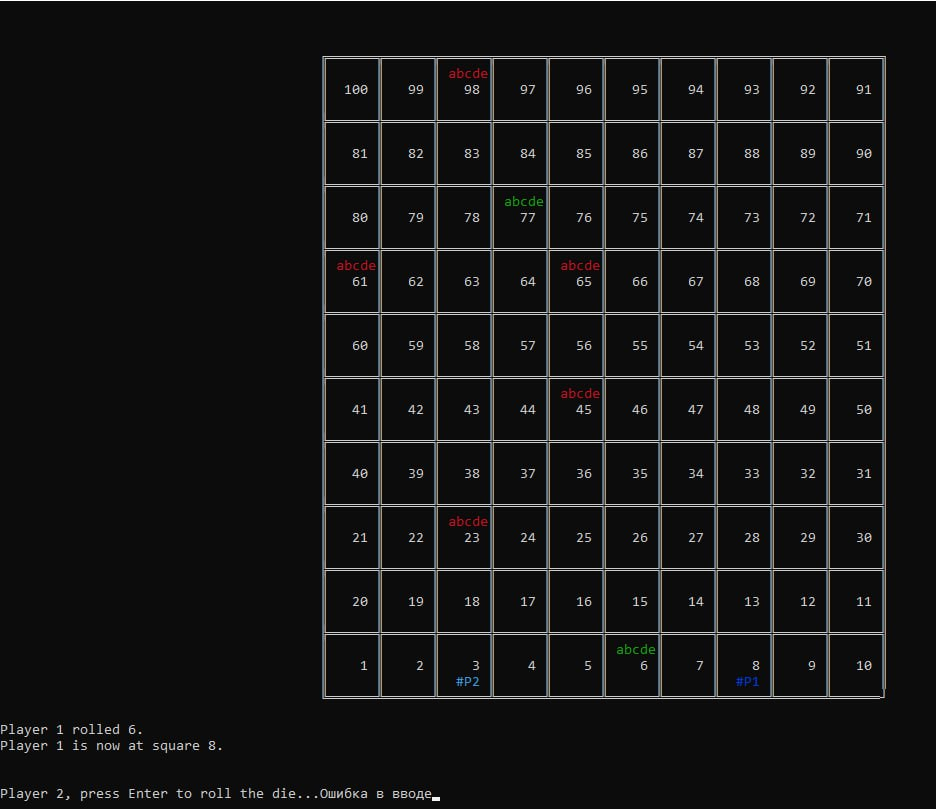 abcde
100 99 98 97 96 95 94 93 92 91
81 82 83 84 85 86 87 88 89 90
abcde
80 79 78 77 76 75 74 73 72 71
abcde abcde
61 62 63 64 65 66 67 68 69 70
60 59 58 57 56 55 54 53 52 51
abcde
41 42 43 44 45 46 47 48 49 50
40 39 38 37 36 35 34 33 32 31
abcde
21 22 23 24 25 26 27 28 29 30
20 19 18 17 16 15 14 13 12 11
abcde
1 2 3 4 5 6 7 8 9 10
#P2 #P1
Player 1 rolled 6.
Player 1 is now at square 8.
Player 2, press Enter to roll the die...Ошибка в вводе